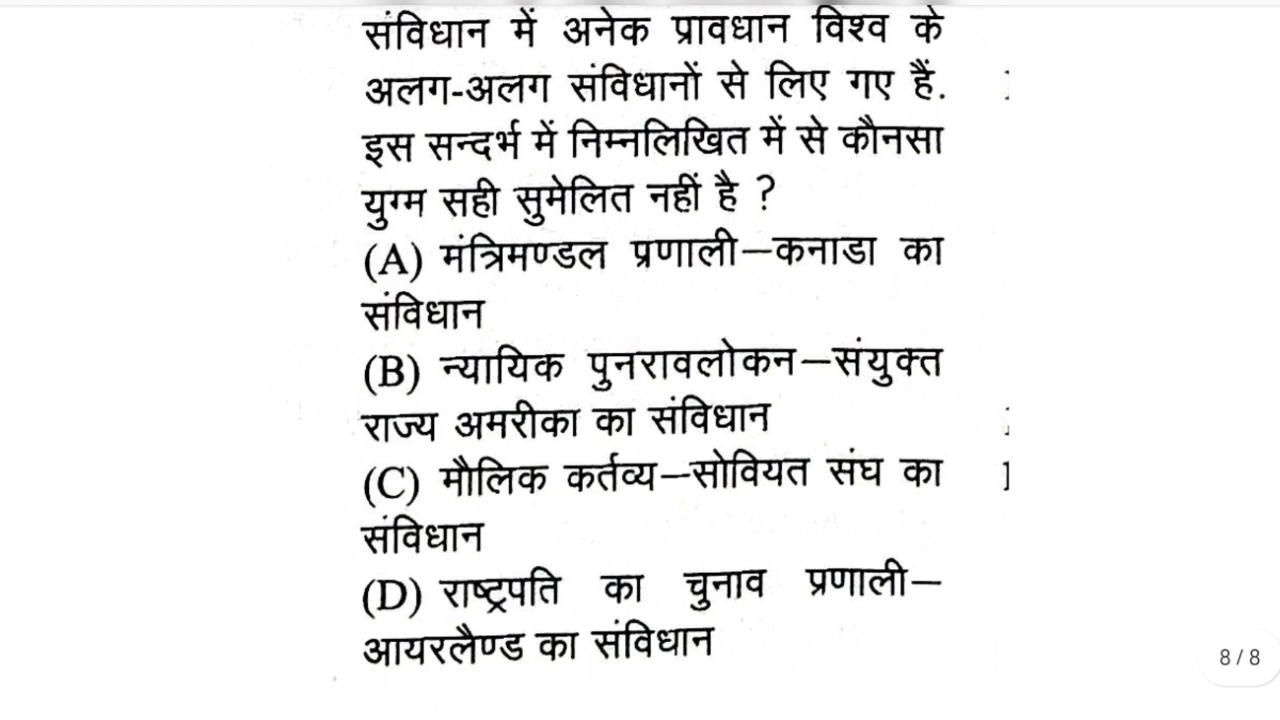 संविधान में अनेक प्रावधान विश्व के
अलग-अलग संविधानों से लिए गए हैं.
इस सन्दर्भ में निम्नलिखित में से कौनसा
युग्म सही सुमेलित नहीं है ?
(A) मंत्रिमण्डल प्रणाली—कनाडा का
संविधान
(B) न्यायिक पुनरावलोकन—संयुक्त
राज्य अमरीका का संविधान
(C) मौलिक कर्तव्य—सोवियत संघ का
संविधान
(D) राष्ट्रपति का चुनाव प्रणाली—
आयरलैण्ड का संविधान
8 / 8